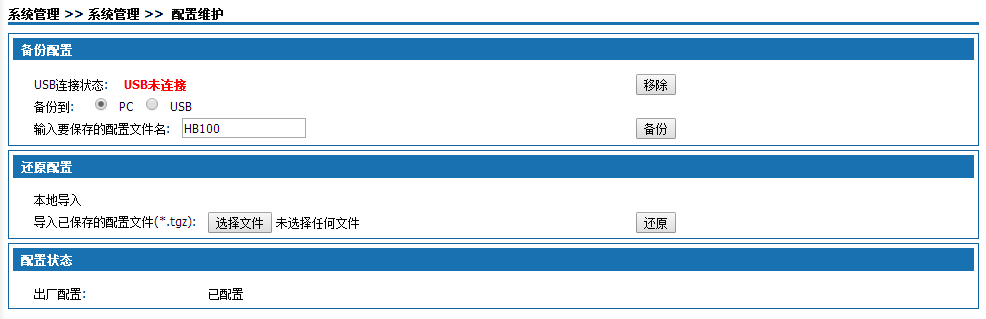 系统管理 >> 系统管理 >> 配置维护
备份配置
USB连接状态: USB未连接 移除
备份到: PC USB
输入要保存的配置文件名: HB100 备份
还原配置
本地导入
导入已保存的配置文件(*.tgz): 选择文件 未选择任何文件 还原
配置状态
出厂配置: 已配置